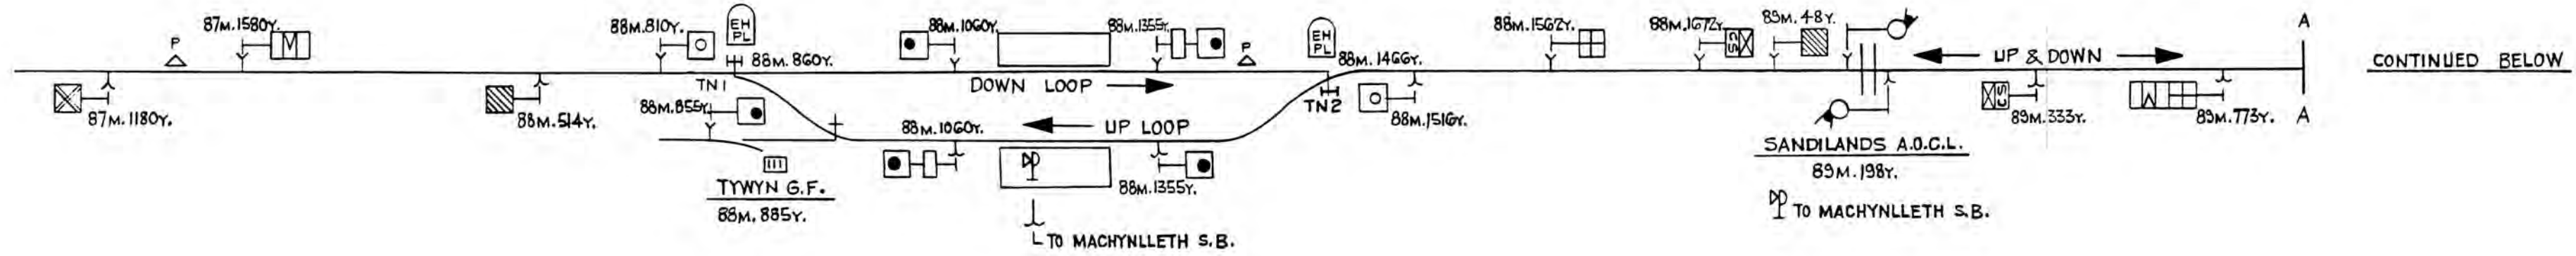 P
87M.1580Y.
M
87M.1180Y.
88M.514Y.
88M.810Y.
EH
PL
88M.860Y.
TN1
88M.855Y.
TYWYN G.F.
88M.885Y.
88M.1060Y.
88M.1355Y.
P
DOWN LOOP
88M.1060Y.
UP LOOP
88M.1355Y.
L TO MACHYNLLETH S.B.
EH
PL
88M.1466Y.
TN2
88M.1516Y.
88M.1562Y.
88M.1672Y.
CS
89M.48Y.
SANDILANDS A.O.C.L.
89M.198Y.
TO MACHYNLLETH S.B.
UP & DOWN
CS
89M.333Y.
W
89M.773Y.
A
A
CONTINUED BELOW